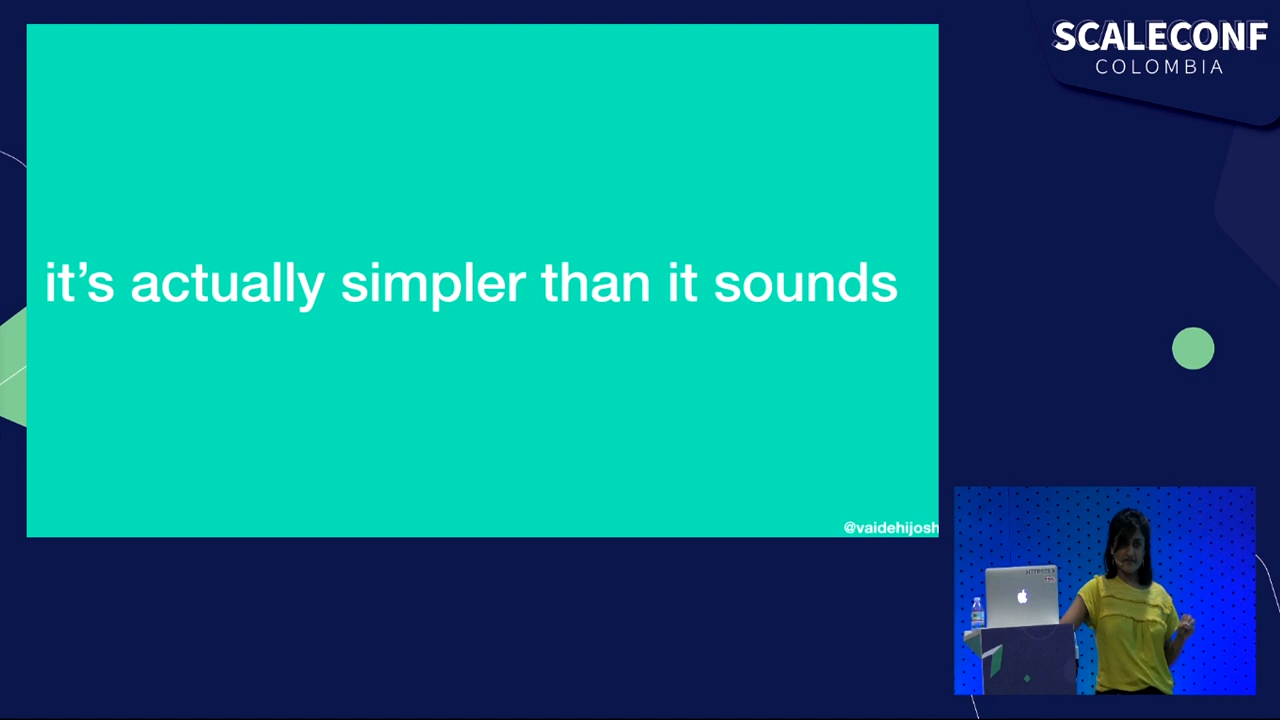 SCALECONF
COLOMBIA
it’s actually simpler than it sounds
@vaidehijosh